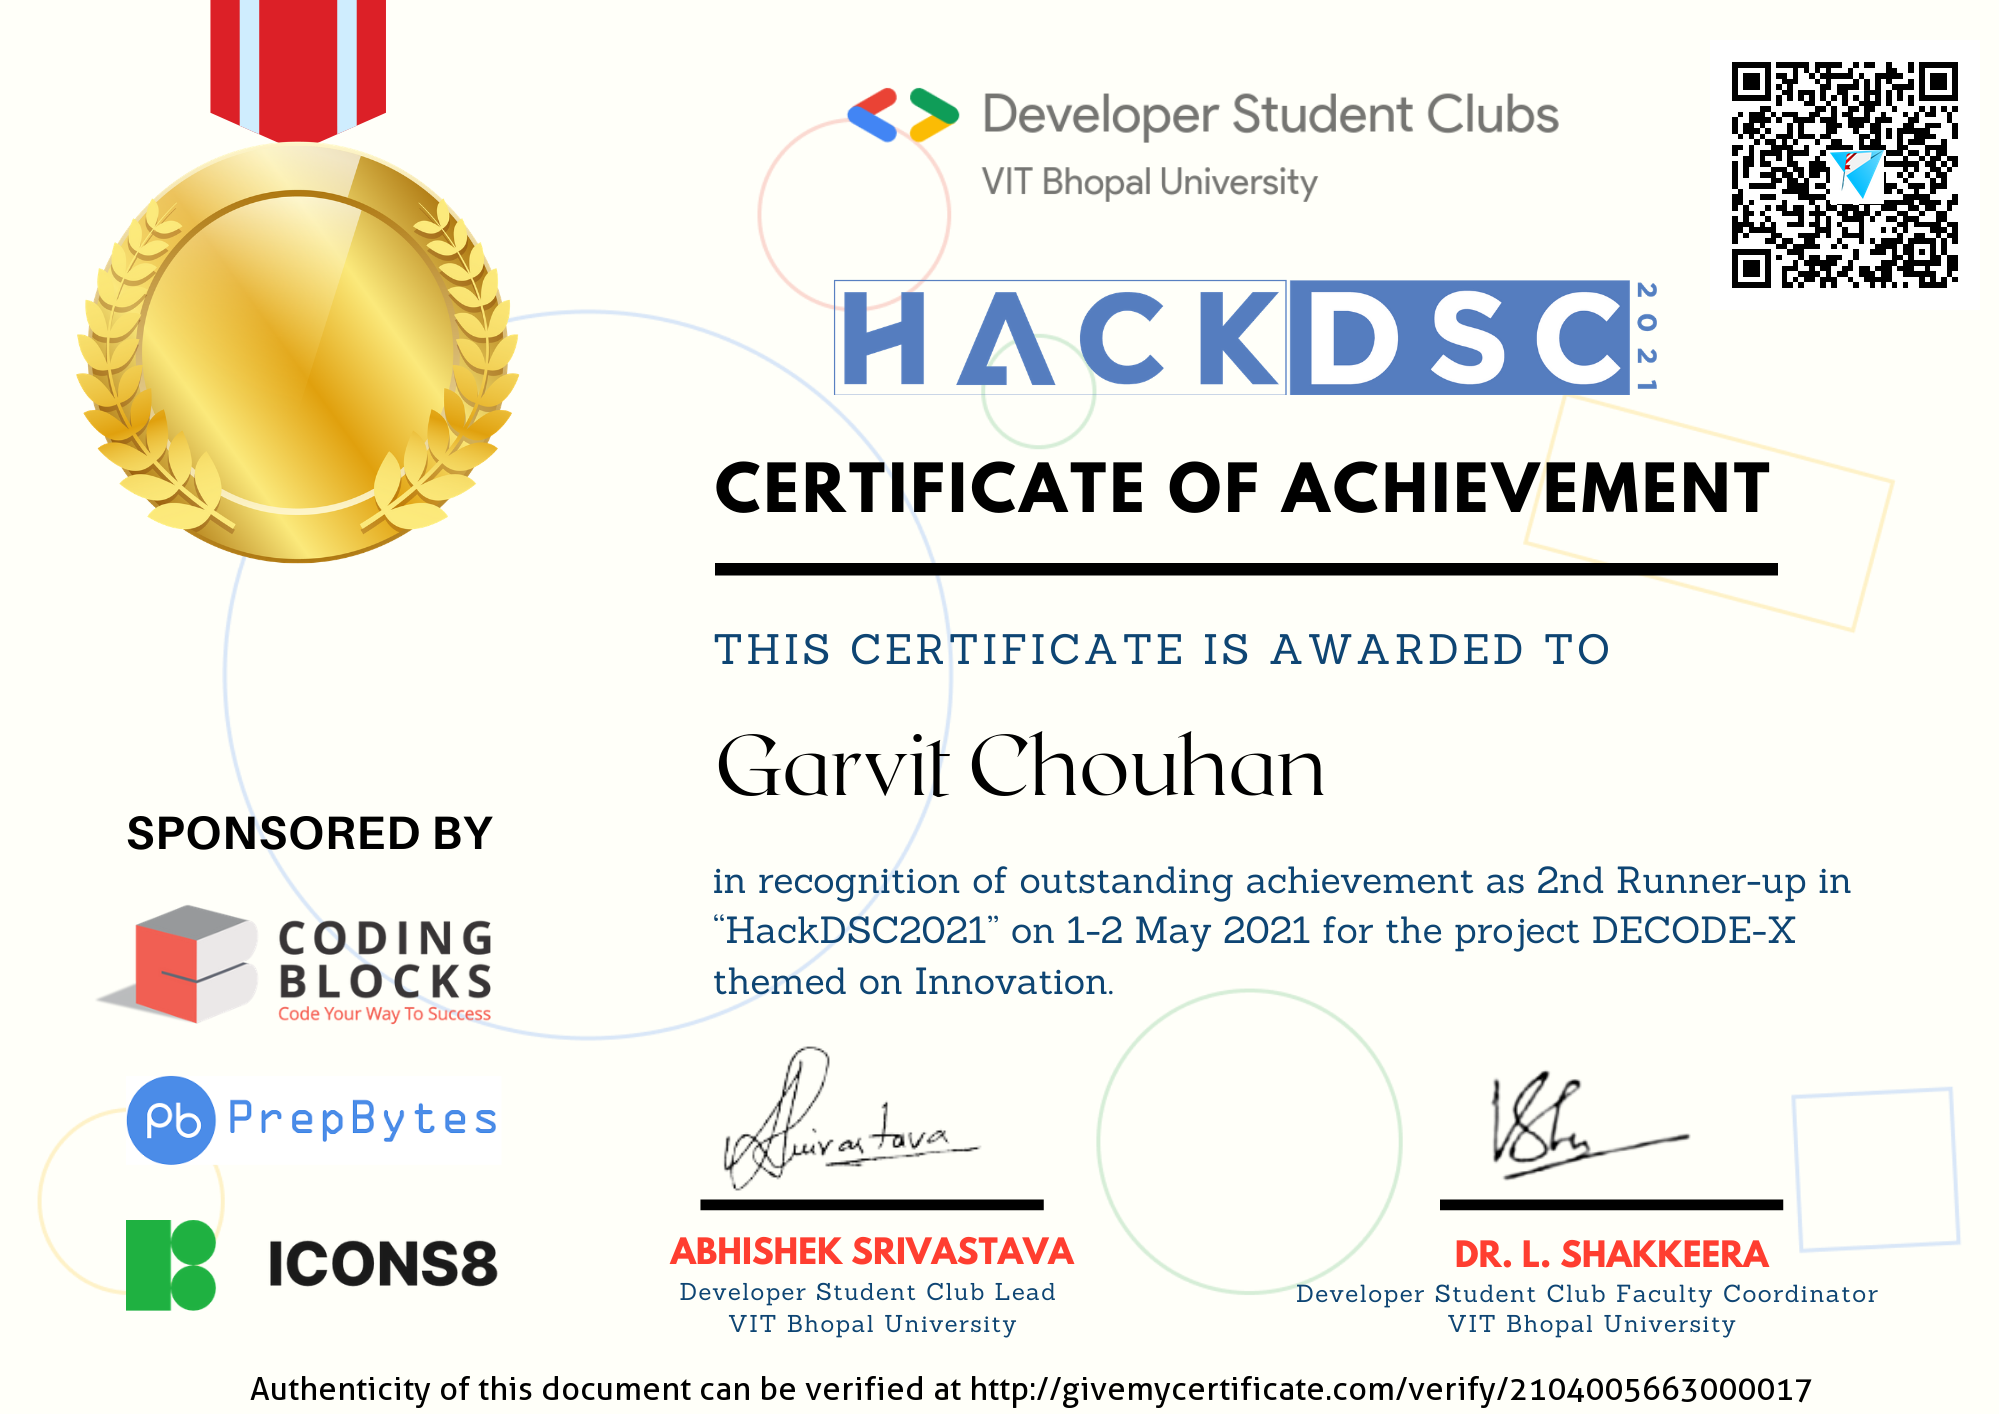 Developer Student Clubs
VIT Bhopal University
HACKDSC
2021
CERTIFICATE OF ACHIEVEMENT
THIS CERTIFICATE IS AWARDED TO
Garvit Chouhan
in recognition of outstanding achievement as 2nd Runner-up in
“HackDSC2021” on 1-2 May 2021 for the project DECODE-X
themed on Innovation.
SPONSORED BY
CODING
BLOCKS
Code Your Way To Success
pb PrepBytes
ICONS8
Srivastava
ABHISHEK SRIVASTAVA
Developer Student Club Lead
VIT Bhopal University
DR. L. SHAKKEERA
Developer Student Club Faculty Coordinator
VIT Bhopal University
Authenticity of this document can be verified at http://givemycertificate.com/verify/2104005663000017